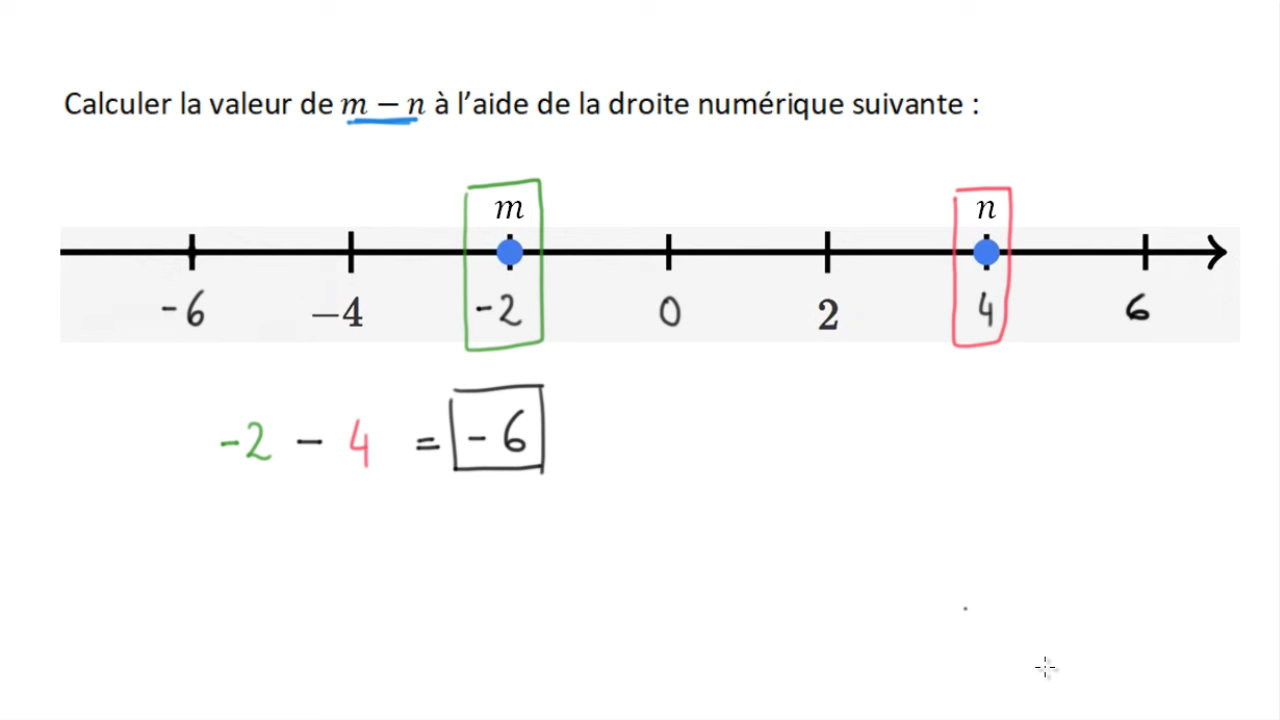 Calculer la valeur de m − n à l’aide de la droite numérique suivante :
m n
-6 −4 -2 0 2 4 6
-2 - 4 = -6